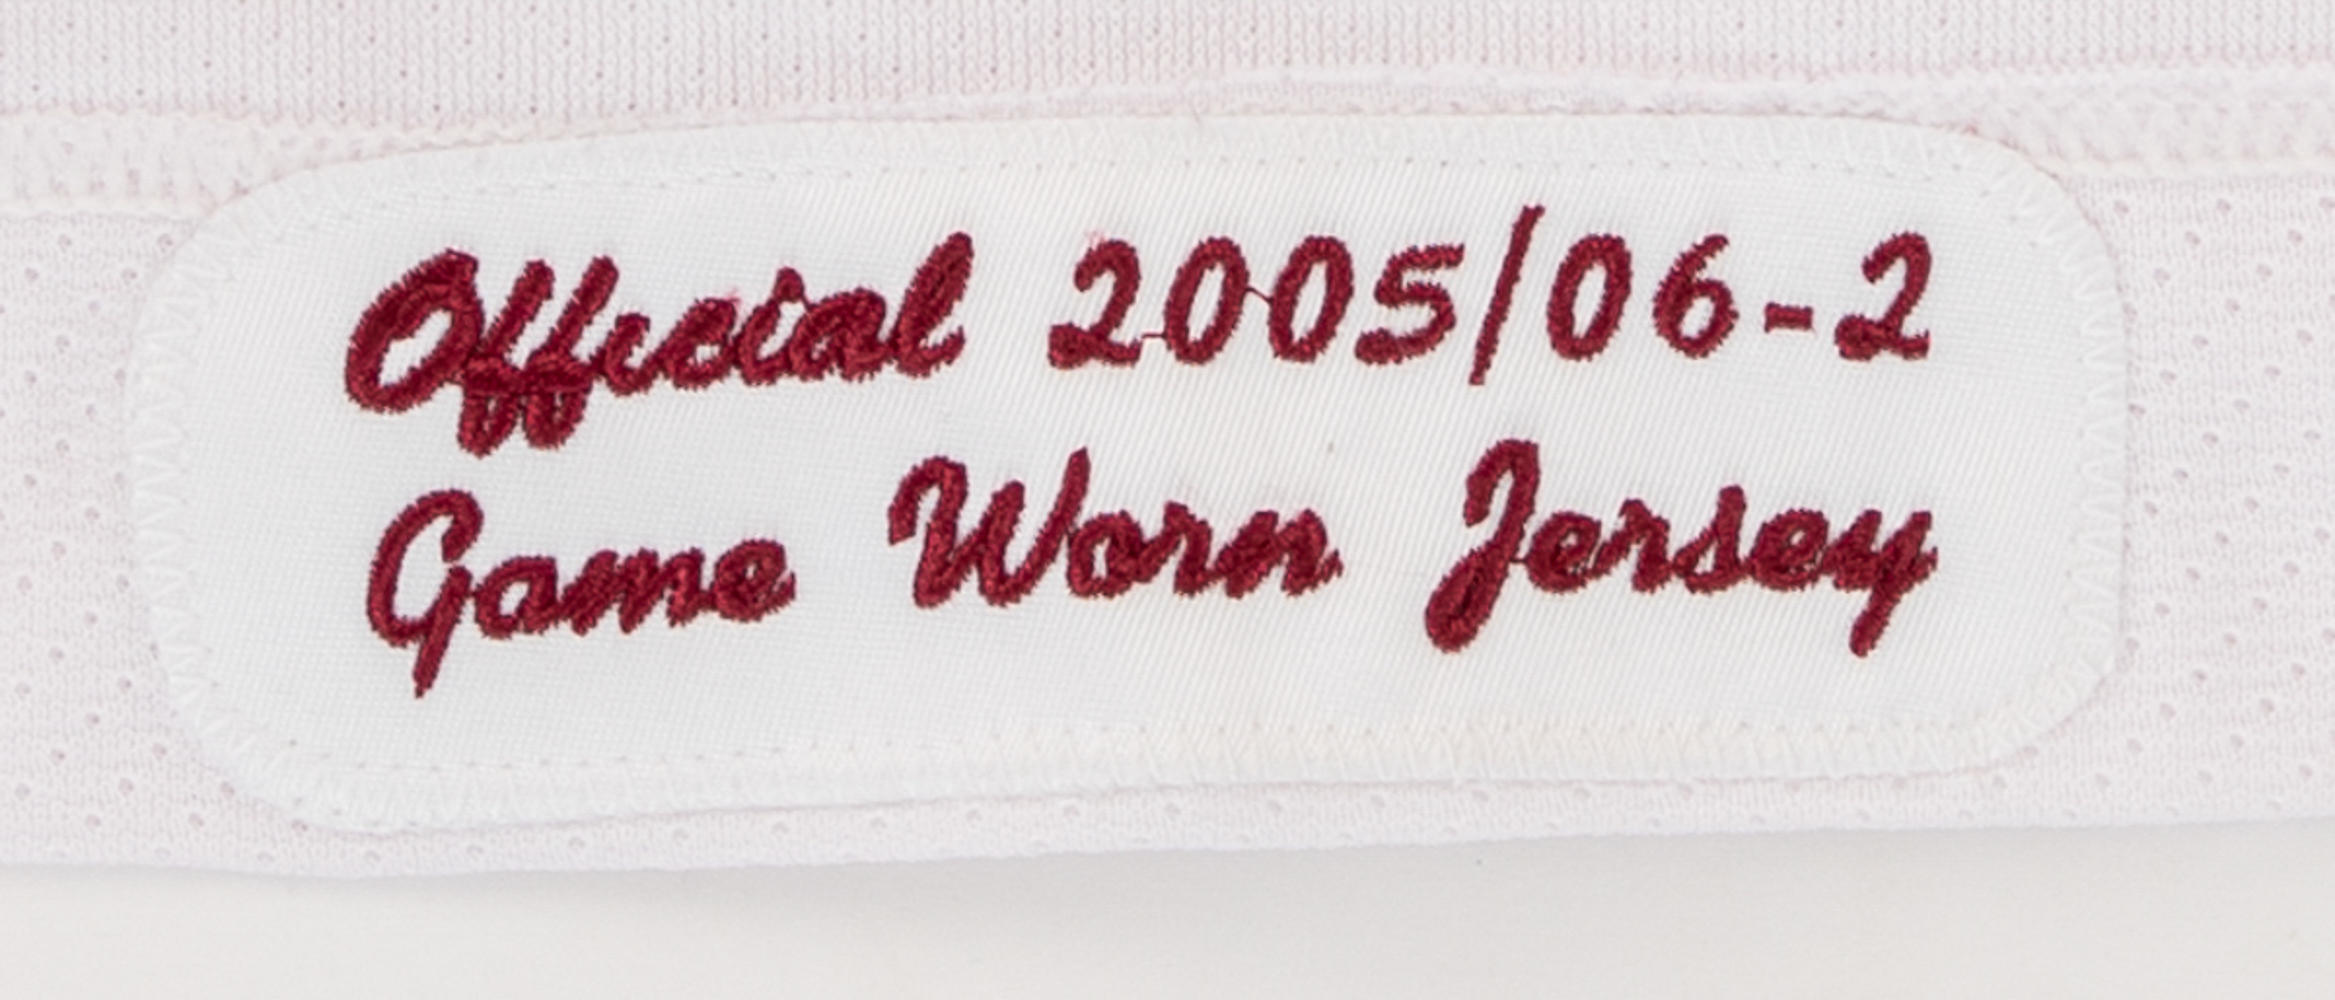 Official 2005/06-2
Game Worn Jersey